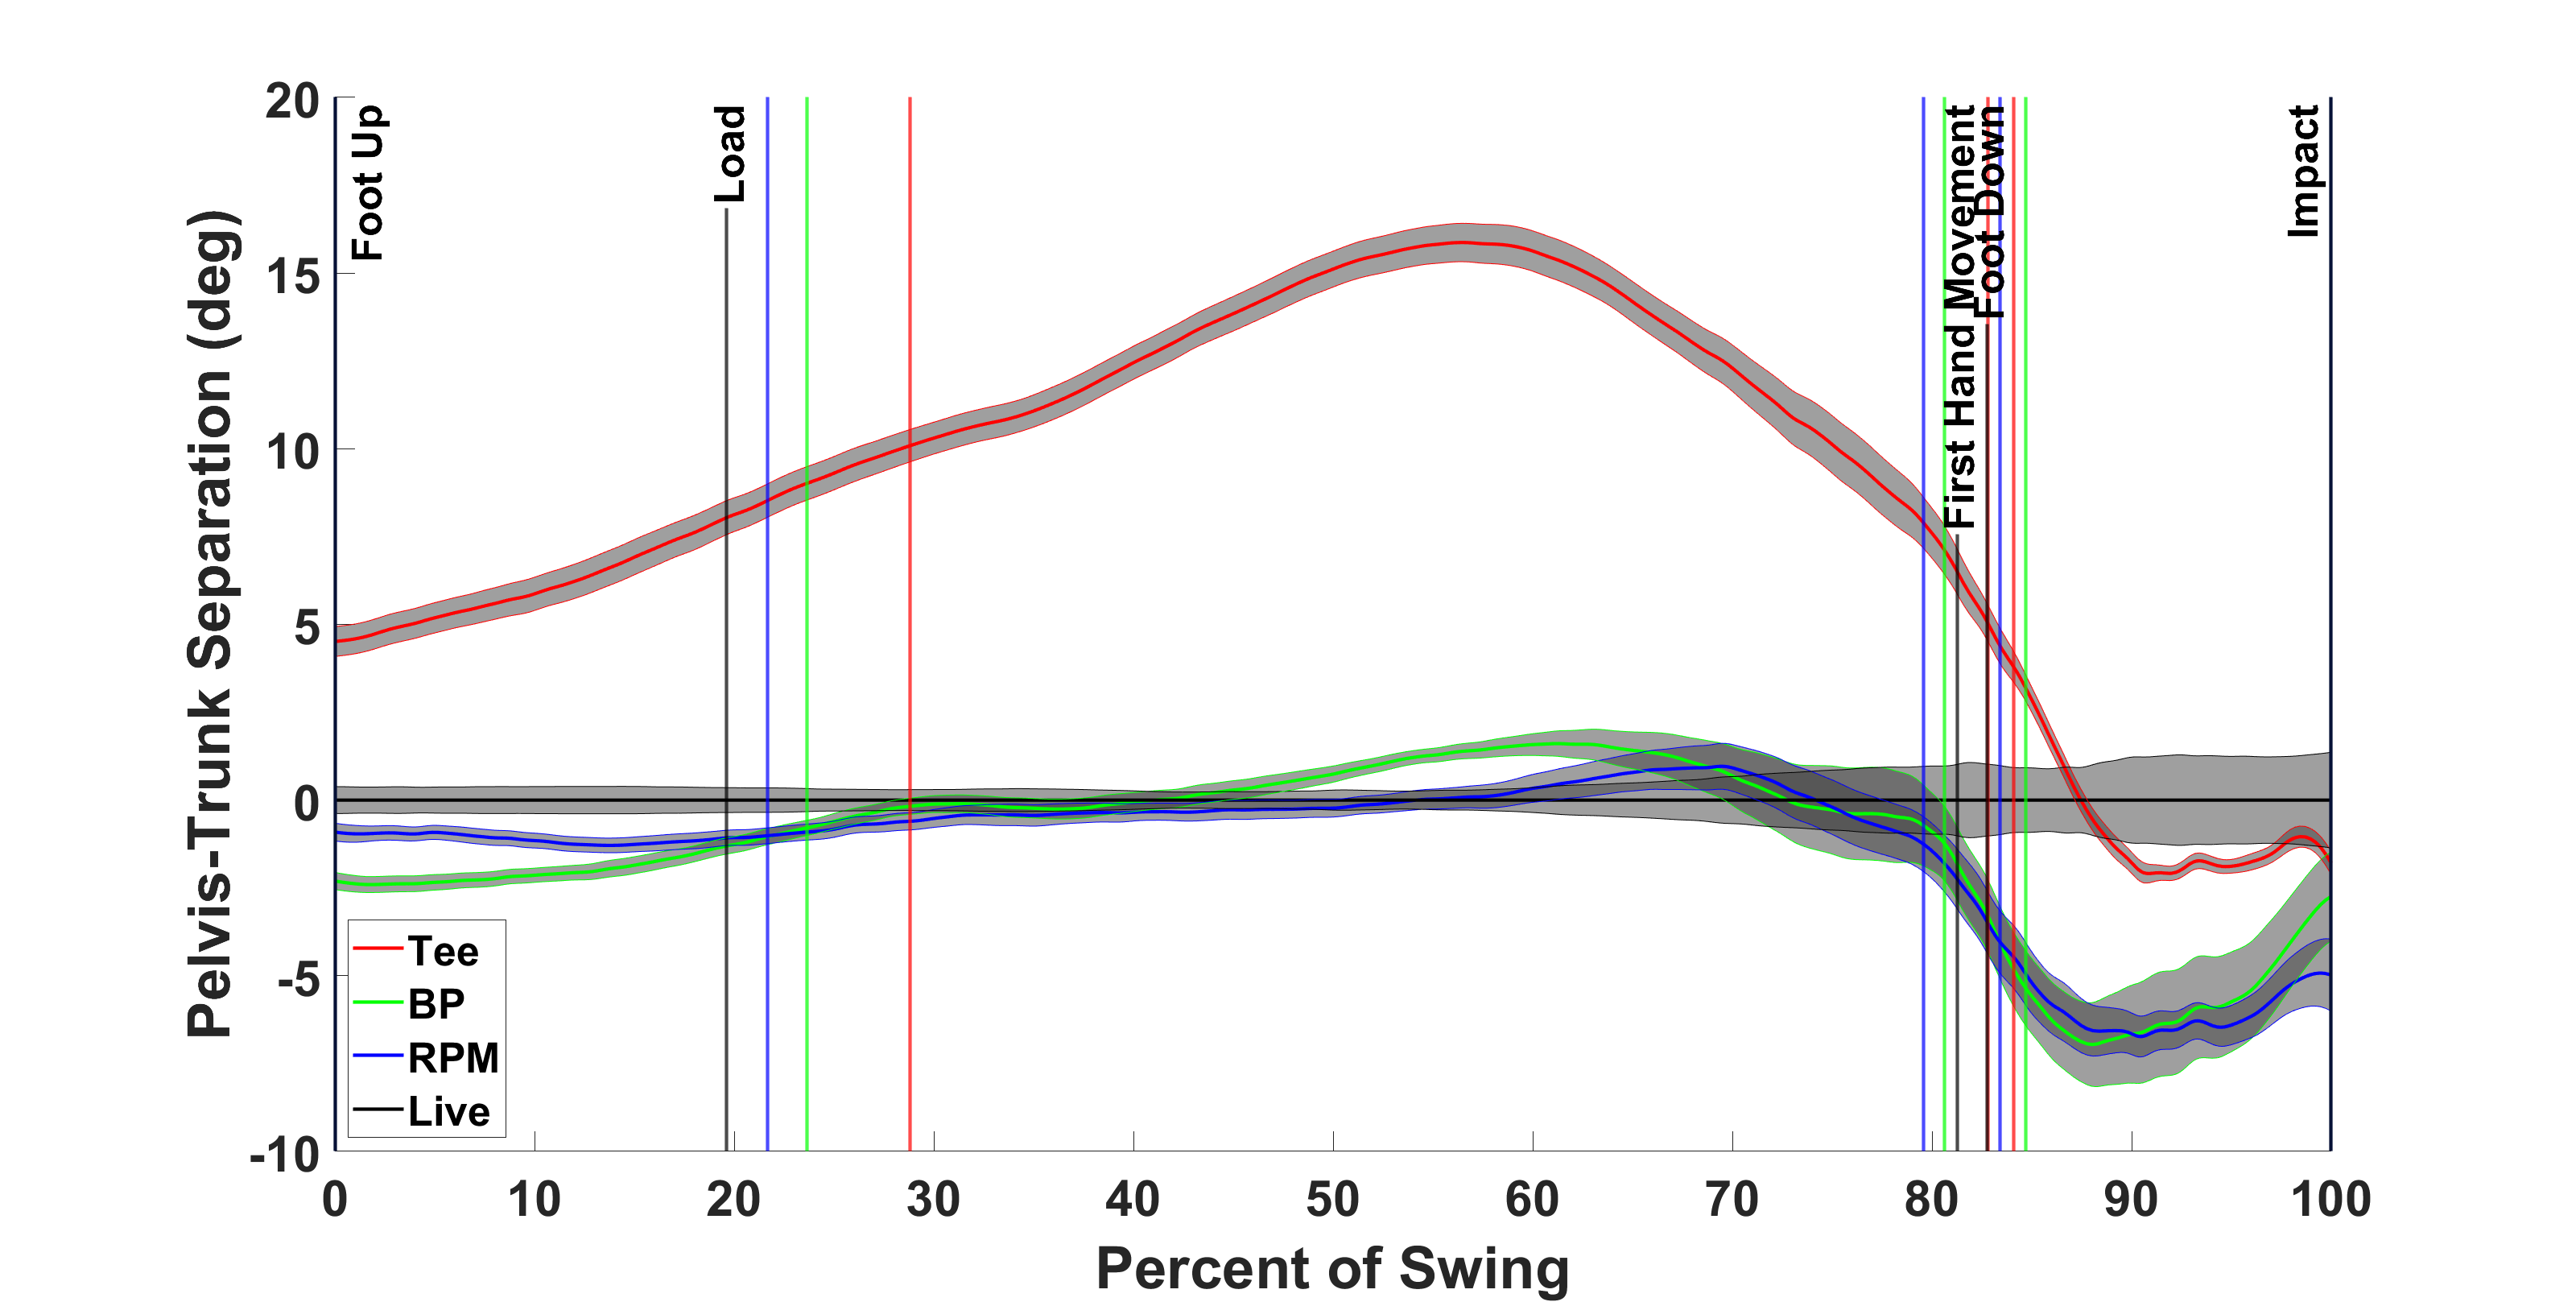 20
15
10
5
0
-5
-10
Pelvis-Trunk Separation (deg)
Foot Up
Load
First Hand Movement
Foot Down
Impact
Tee
BP
RPM
Live
0 10 20 30 40 50 60 70 80 90 100
Percent of Swing